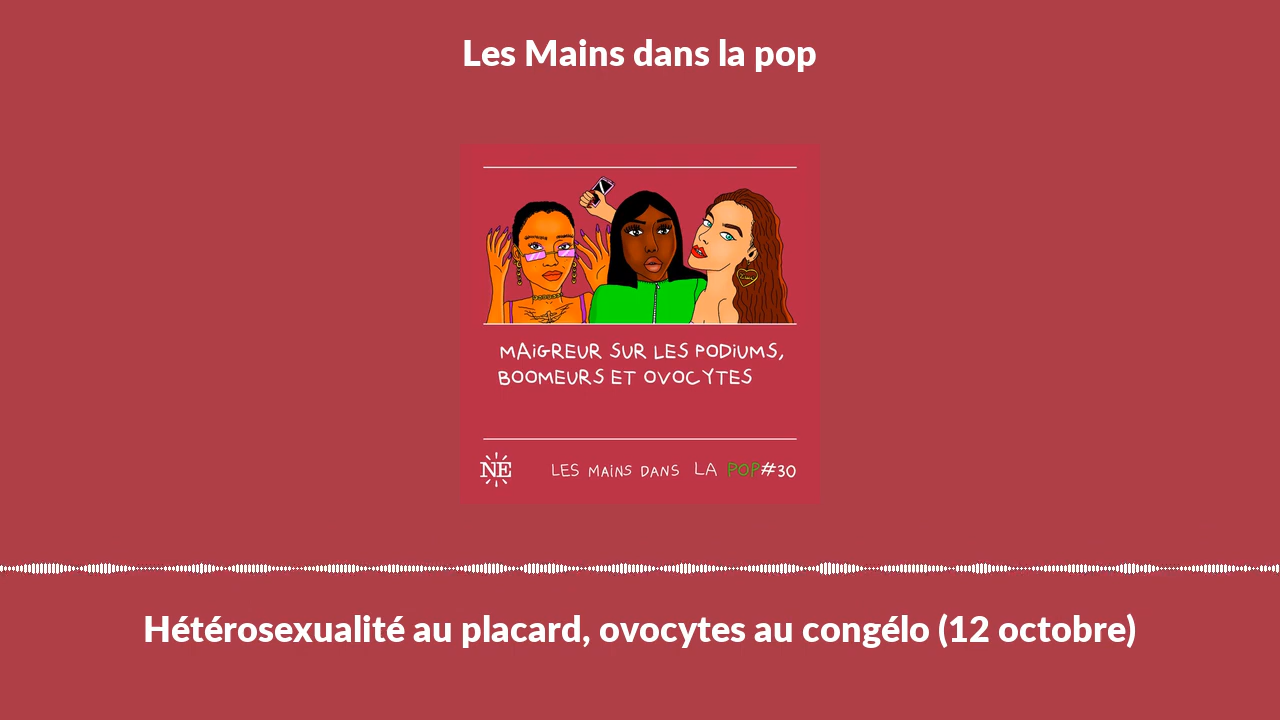 Les Mains dans la pop
MAiGREUR SUR LES PODiUMS,
BOOMEURS ET OVOCYTES
NE
LES MAiNS DANS LA POP#30
Hétérosexualité au placard, ovocytes au congélo (12 octobre)